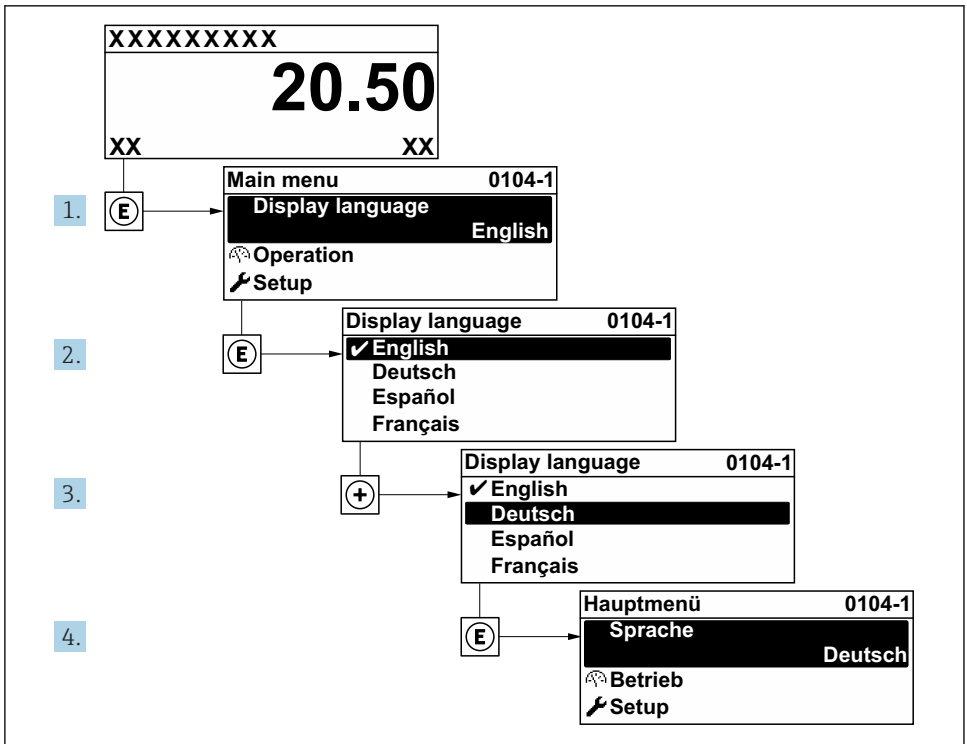 XXXXXXXXX
20.50
XX XX
Main menu 0104-1
1. E Display language
English
Operation
Setup
Display language 0104-1
2. E ✔ English
Deutsch
Español
Français
Display language 0104-1
3. + ✔ English
Deutsch
Español
Français
Hauptmenü 0104-1
4. E Sprache
Deutsch
Betrieb
Setup